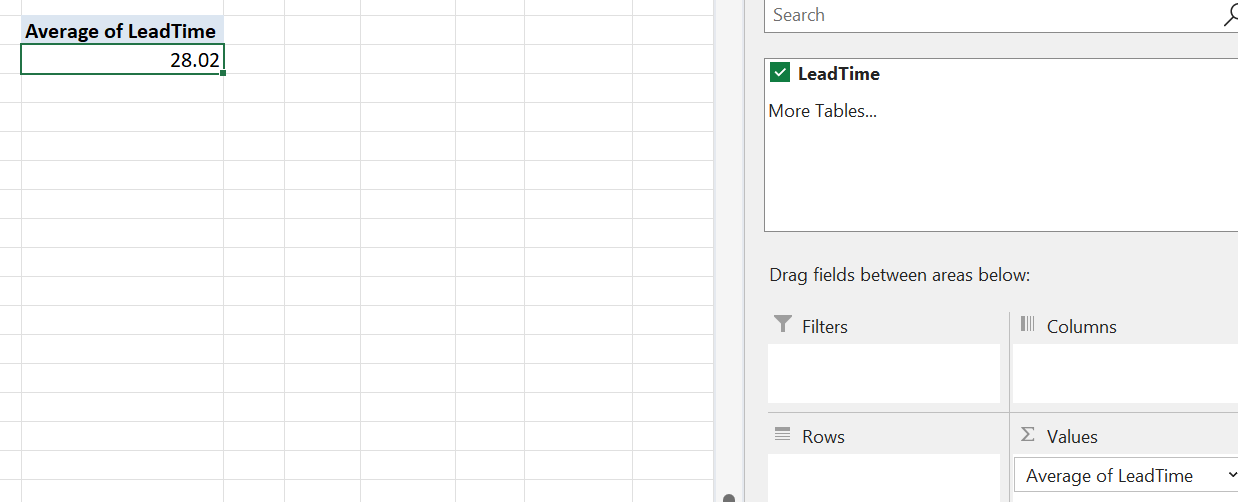 Average of LeadTime
28.02
Search
LeadTime
More Tables...
Drag fields between areas below:
Filters
Columns
Rows
Values
Average of LeadTime